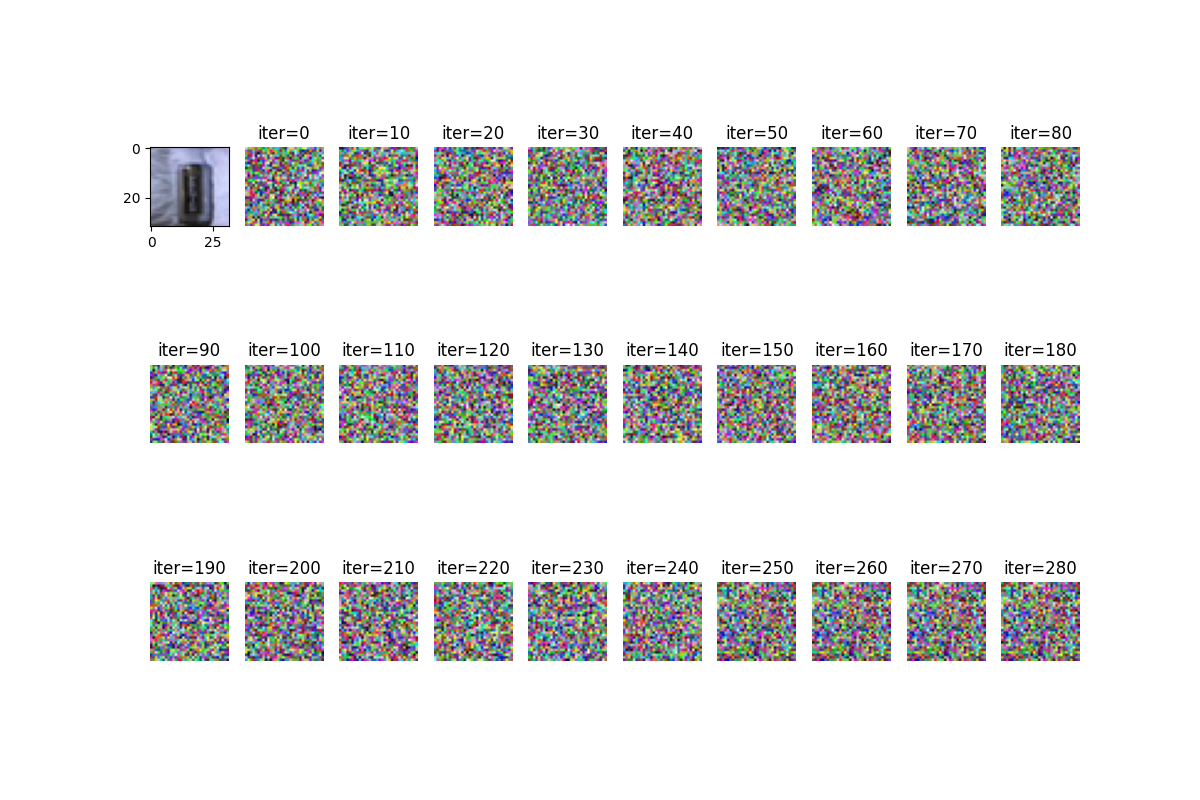 iter=0 iter=10 iter=20 iter=30 iter=40 iter=50 iter=60 iter=70 iter=80
0
20
0 25
iter=90 iter=100 iter=110 iter=120 iter=130 iter=140 iter=150 iter=160 iter=170 iter=180
iter=190 iter=200 iter=210 iter=220 iter=230 iter=240 iter=250 iter=260 iter=270 iter=280